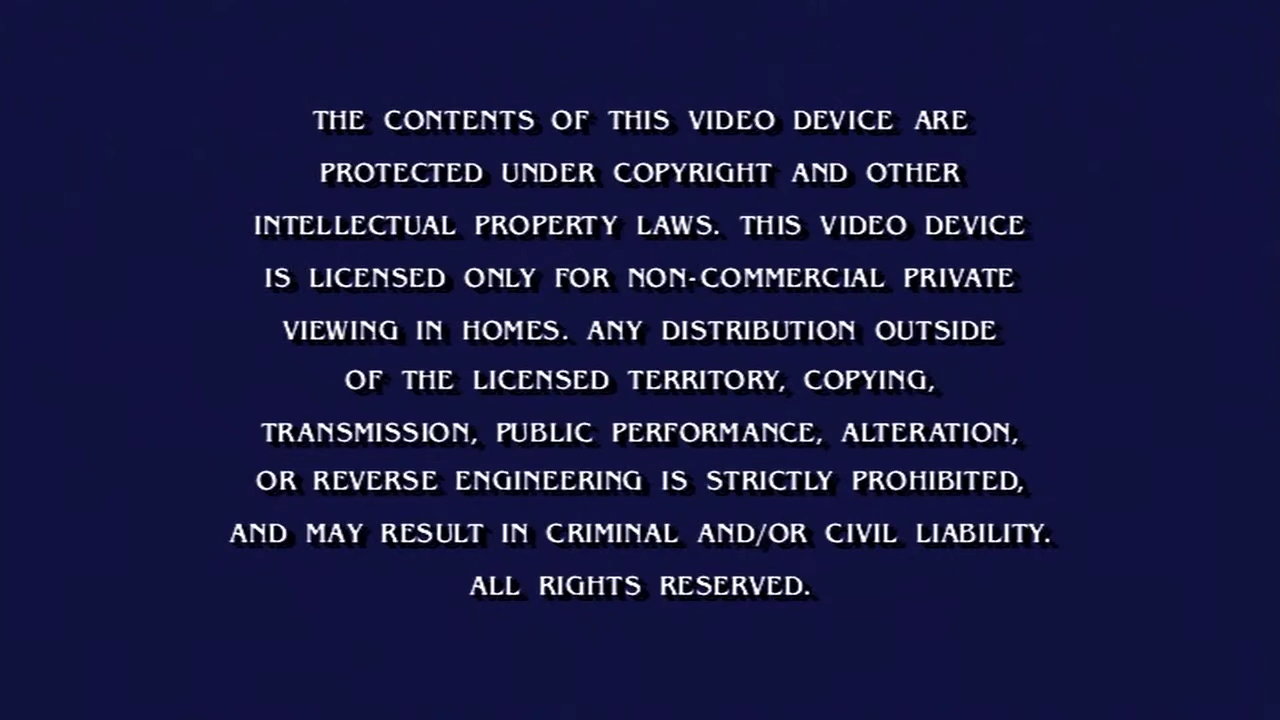 THE CONTENTS OF THIS VIDEO DEVICE ARE
PROTECTED UNDER COPYRIGHT AND OTHER
INTELLECTUAL PROPERTY LAWS. THIS VIDEO DEVICE
IS LICENSED ONLY FOR NON-COMMERCIAL PRIVATE
VIEWING IN HOMES. ANY DISTRIBUTION OUTSIDE
OF THE LICENSED TERRITORY, COPYING,
TRANSMISSION, PUBLIC PERFORMANCE, ALTERATION,
OR REVERSE ENGINEERING IS STRICTLY PROHIBITED,
AND MAY RESULT IN CRIMINAL AND/OR CIVIL LIABILITY.
ALL RIGHTS RESERVED.